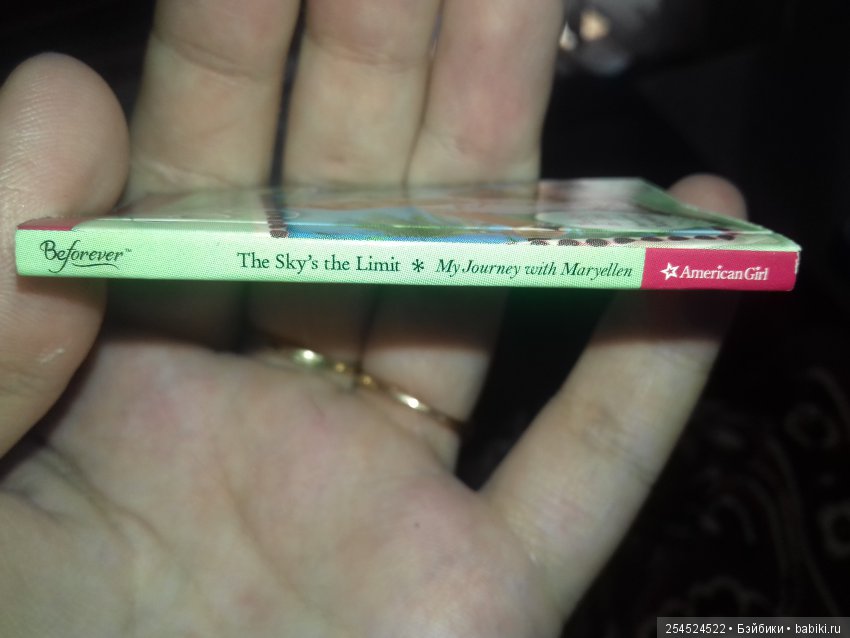 Beforever™ The Sky's the Limit * My Journey with Maryellen American Girl
254524522 • Бэйбики • babiki.ru